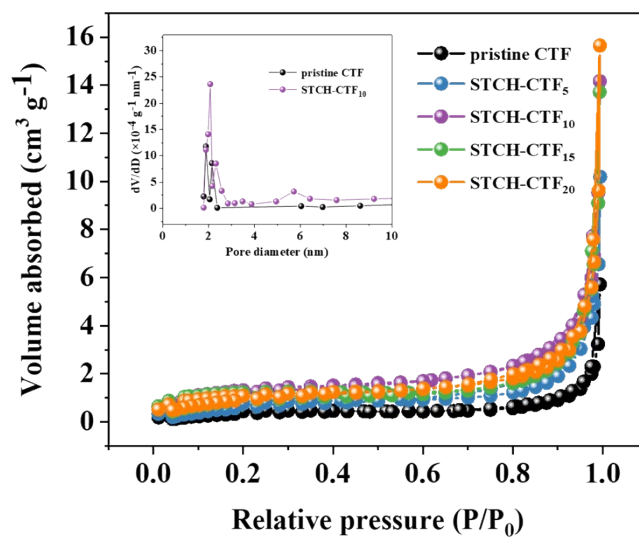 Volume absorbed (cm³ g⁻¹)
16
14
12
10
8
6
4
2
0
0.0 0.2 0.4 0.6 0.8 1.0
Relative pressure (P/P₀)
pristine CTF
STCH-CTF₅
STCH-CTF₁₀
STCH-CTF₁₅
STCH-CTF₂₀
dV/dD (×10⁻⁴ g⁻¹ nm⁻¹)
30
25
20
15
10
5
0
0 2 4 6 8 10
Pore diameter (nm)
pristine CTF
STCH-CTF₁₀